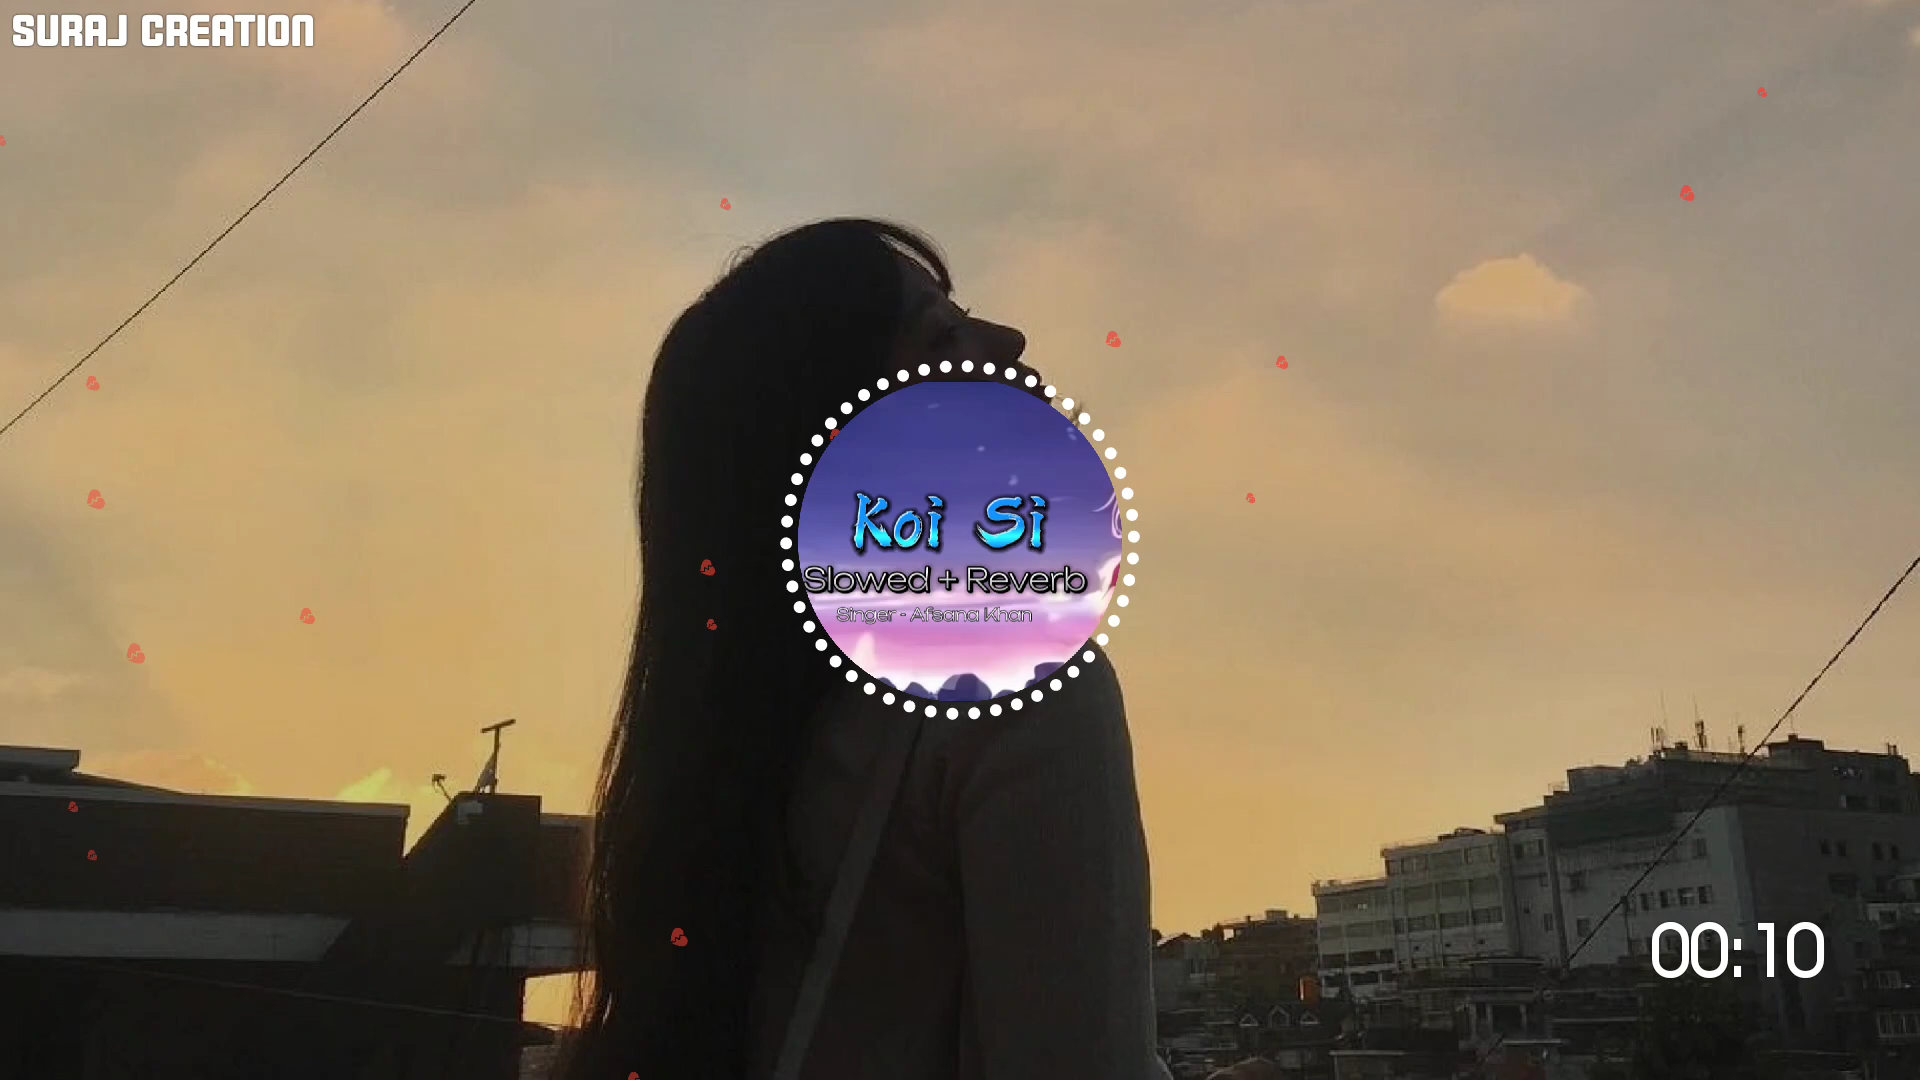 SURAJ CREATION
Koi Si
Slowed + Reverb
Singer - Afsana Khan
00:10